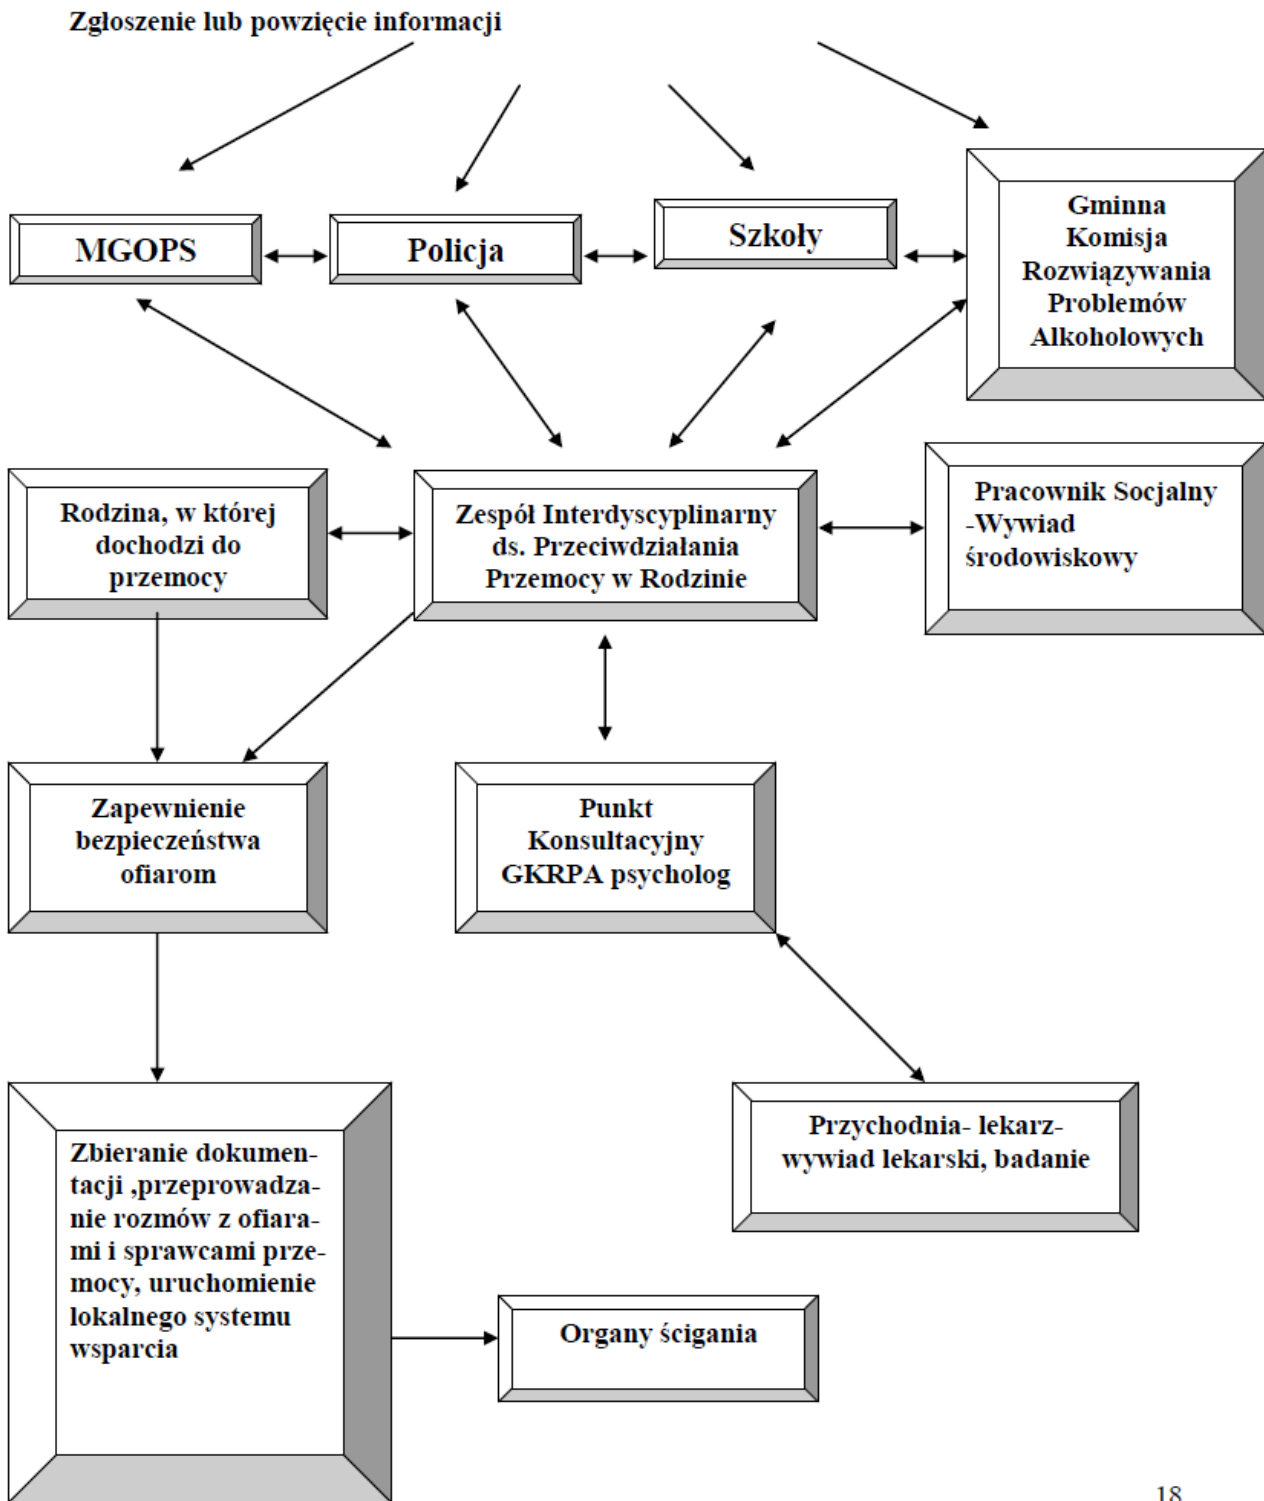 Zgłoszenie lub powzięcie informacji
MGOPS
Policja
Szkoły
Gminna
Komisja
Rozwiązywania
Problemów
Alkoholowych
Rodzina, w której
dochodzi do
przemocy
Zespół Interdyscyplinarny
ds. Przeciwdziałania
Przemocy w Rodzinie
Pracownik Socjalny
-Wywiad
środowiskowy
Zapewnienie
bezpieczeństwa
ofiarom
Punkt
Konsultacyjny
GKRPA psycholog
Zbieranie dokumen-
tacji ,przeprowadza-
nie rozmów z ofiara-
mi i sprawcami prze-
mocy, uruchomienie
lokalnego systemu
wsparcia
Przychodnia- lekarz-
wywiad lekarski, badanie
Organy ścigania
18